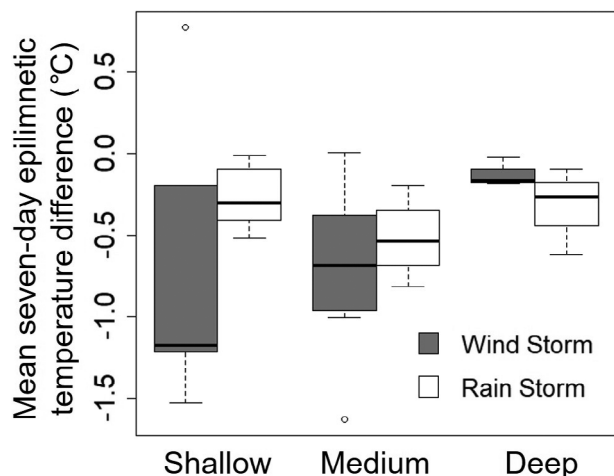 Mean seven-day epilimnetic
temperature difference (°C)
0.5
0.0
-0.5
-1.0
-1.5
Wind Storm
Rain Storm
Shallow Medium Deep